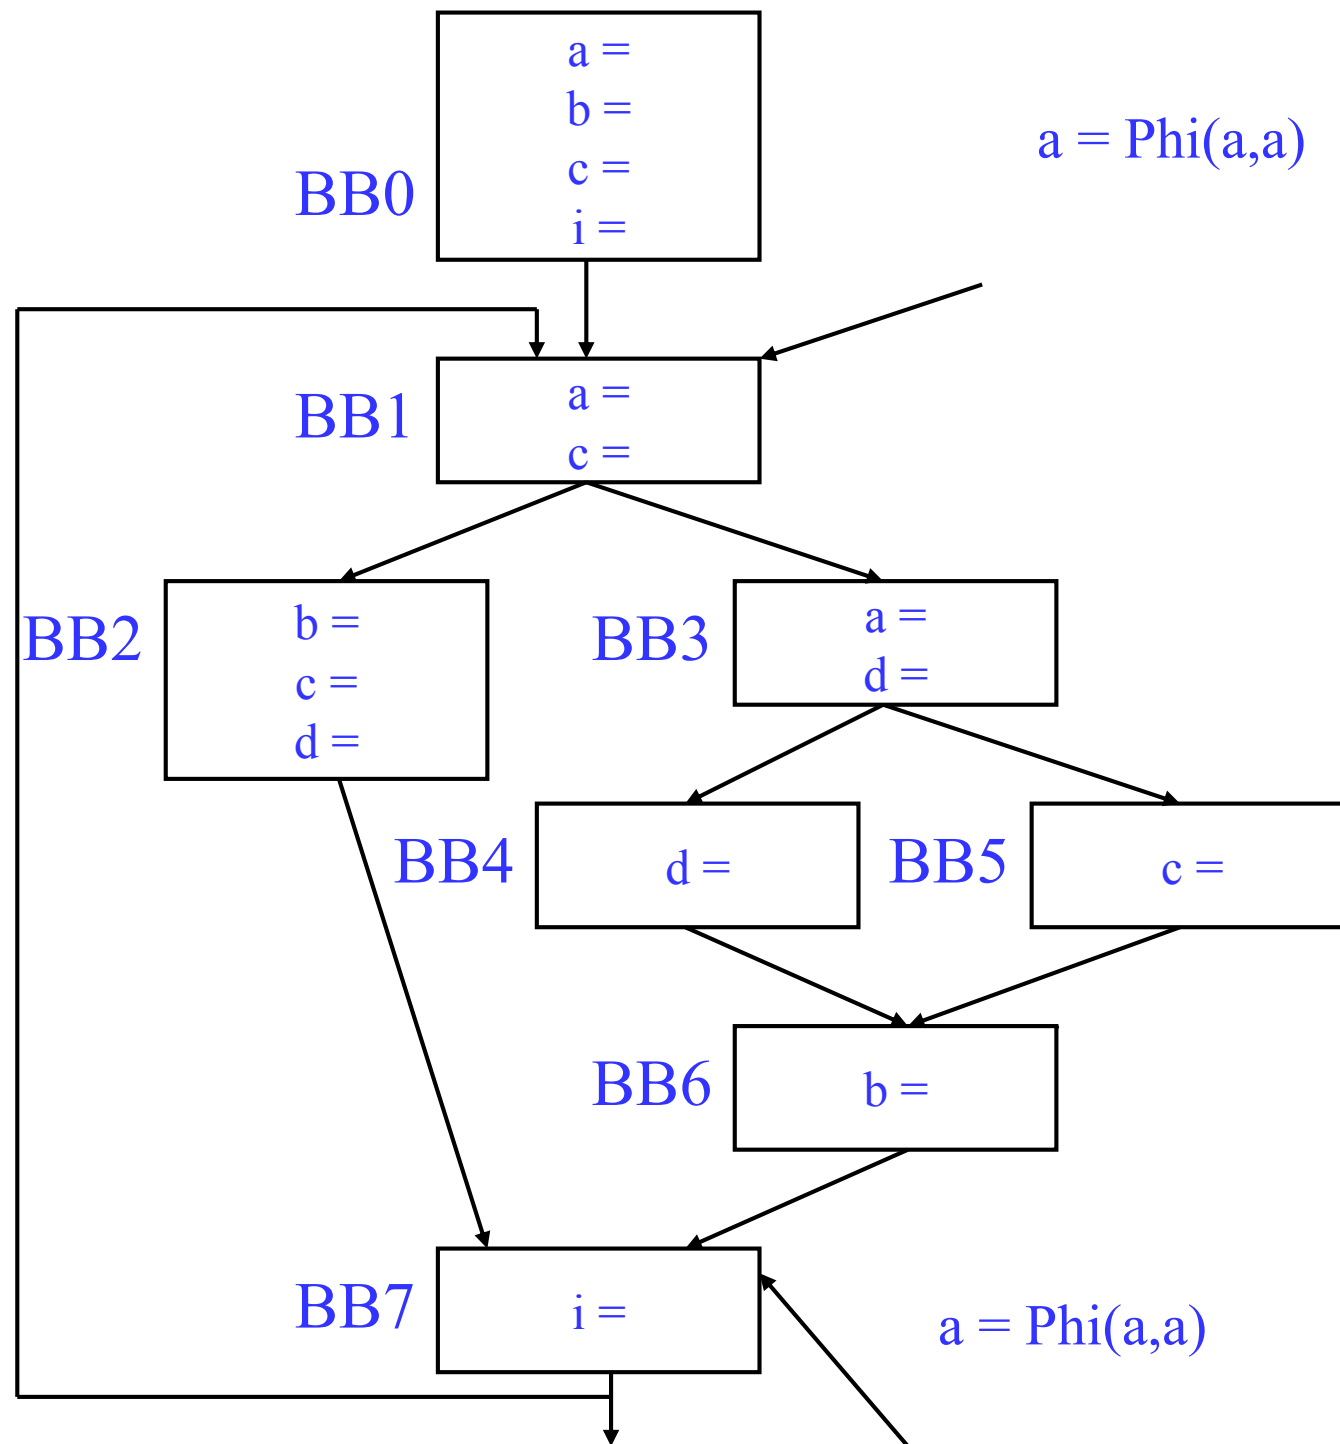 a =
b =
c =
i =
BB0
a = Phi(a,a)
BB1
a =
c =
BB2
b =
c =
d =
BB3
a =
d =
BB4
d =
BB5
c =
BB6
b =
BB7
i =
a = Phi(a,a)